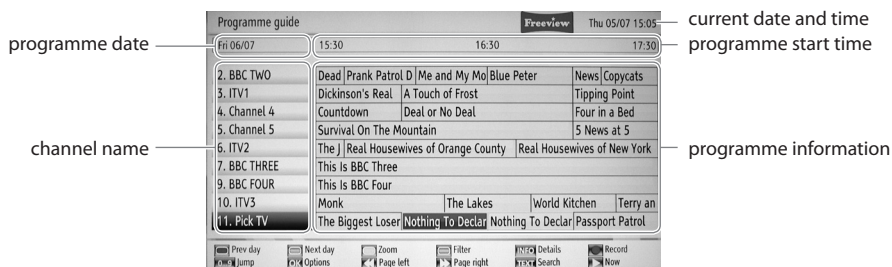 Programme guide Freeview Thu 05/07 15:05 current date and time
programme date Fri 06/07 15:30 16:30 17:30 programme start time
2. BBC TWO Dead Prank Patrol D Me and My Mo Blue Peter News Copycats
3. ITV1 Dickinson's Real A Touch of Frost Tipping Point
4. Channel 4 Countdown Deal or No Deal Four in a Bed
5. Channel 5 Survival On The Mountain 5 News at 5
channel name 6. ITV2 The J Real Housewives of Orange County Real Housewives of New York programme information
7. BBC THREE This Is BBC Three
9. BBC FOUR This Is BBC Four
10. ITV3 Monk The Lakes World Kitchen Terry an
11. Pick TV The Biggest Loser Nothing To Declar Nothing To Declar Passport Patrol
Prev day Next day Zoom Filter INFO Details Record
0..9 Jump OK Options Page left Page right TEXT Search Now